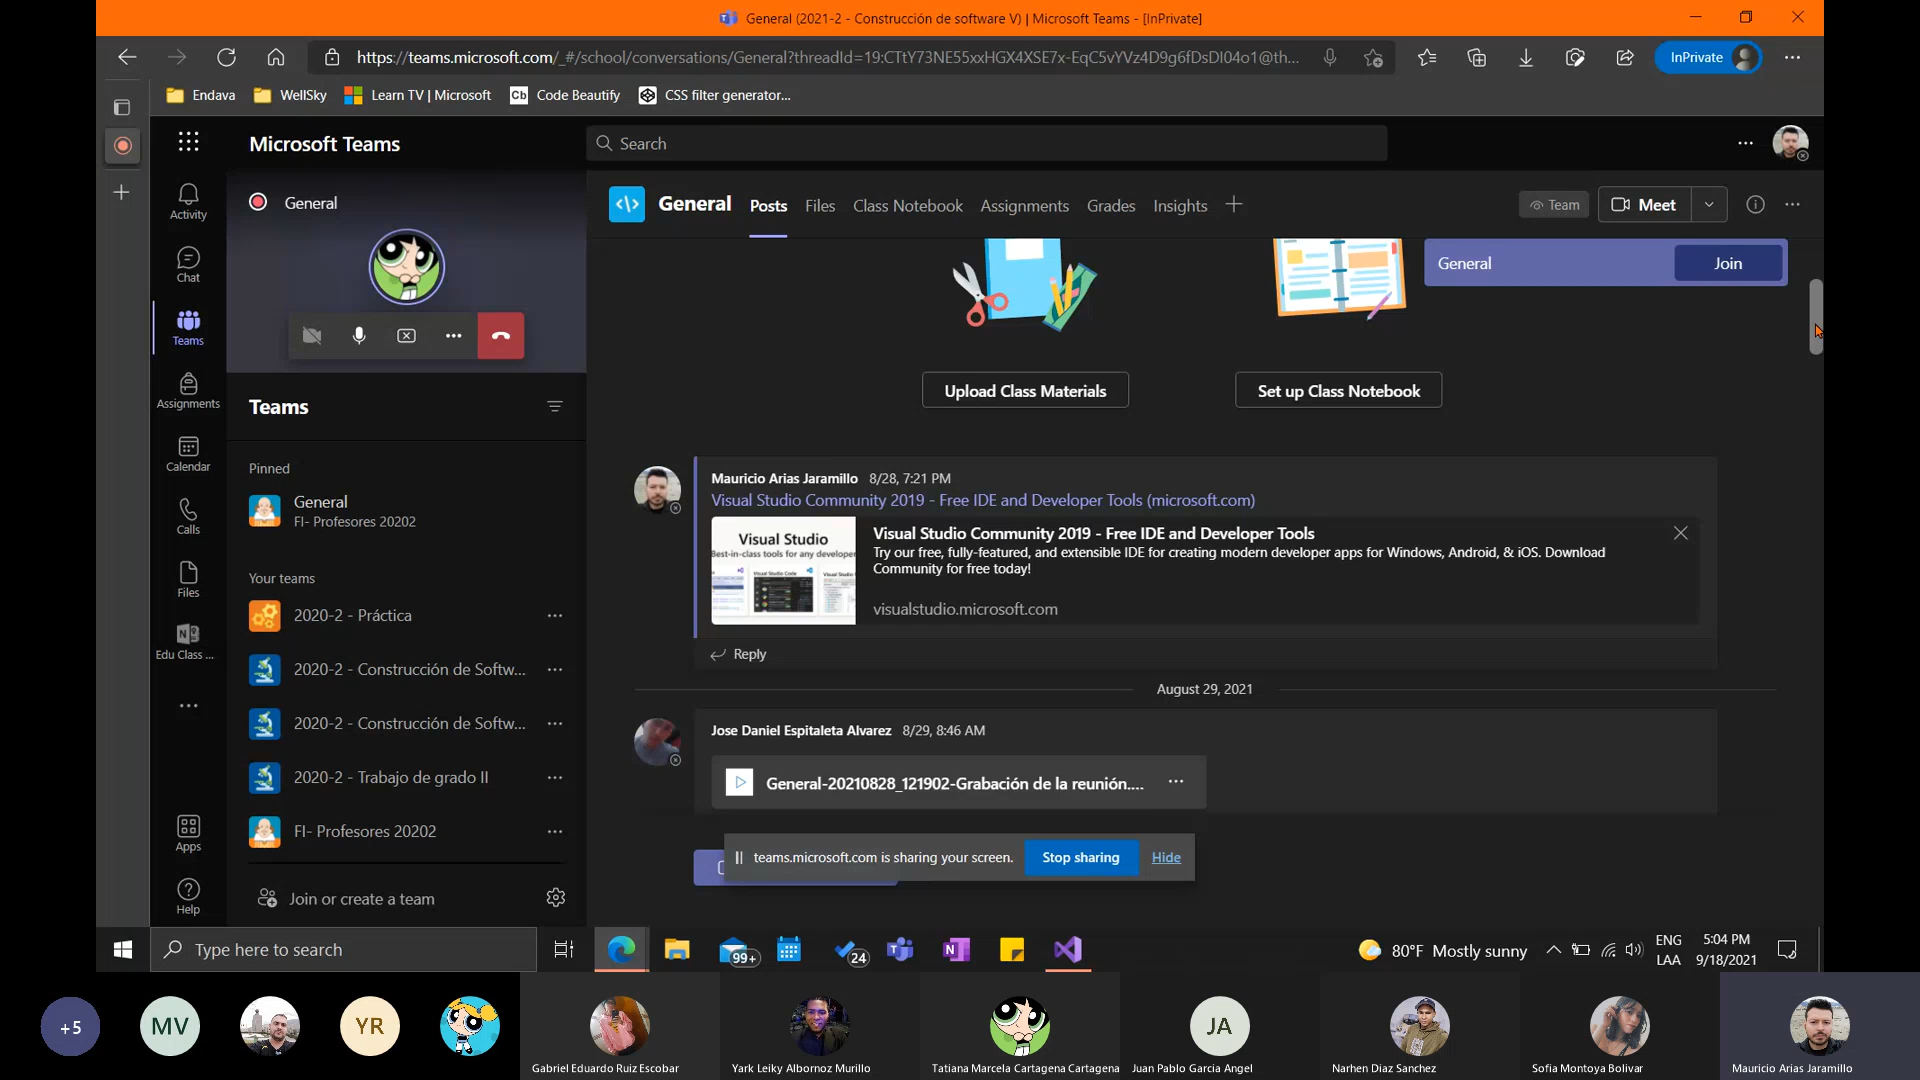 General (2021-2 - Construcción de software V) | Microsoft Teams - [InPrivate]
https://teams.microsoft.com/_#/school/conversations/General?threadId=19:CTtY73NE55xxHGX4XSE7x-EqC5vYVz4D9g6fDsDI04o1@th...
InPrivate
Endava
WellSky
Learn TV | Microsoft
Cb Code Beautify
CSS filter generator...
Microsoft Teams
Search
Activity
Chat
Teams
Assignments
Calendar
Calls
Files
Edu Class ...
Apps
Help
General
Teams
Pinned
General
FI- Profesores 20202
Your teams
2020-2 - Práctica
2020-2 - Construcción de Softw...
2020-2 - Construcción de Softw...
2020-2 - Trabajo de grado II
FI- Profesores 20202
Join or create a team
General
Posts
Files
Class Notebook
Assignments
Grades
Insights
Team
Meet
General
Join
Upload Class Materials
Set up Class Notebook
Mauricio Arias Jaramillo 8/28, 7:21 PM
Visual Studio Community 2019 - Free IDE and Developer Tools (microsoft.com)
Visual Studio
Best-in-class tools for any developer
Visual Studio Community 2019 - Free IDE and Developer Tools
Try our free, fully-featured, and extensible IDE for creating modern developer apps for Windows, Android, & iOS. Download
Community for free today!
visualstudio.microsoft.com
Reply
August 29, 2021
Jose Daniel Espitaleta Alvarez 8/29, 8:46 AM
General-20210828_121902-Grabación de la reunión....
teams.microsoft.com is sharing your screen.
Stop sharing
Hide
Type here to search
99+
24
80°F Mostly sunny
ENG
LAA
5:04 PM
9/18/2021
+5
MV
YR
JA
Gabriel Eduardo Ruiz Escobar
Yark Leiky Albornoz Murillo
Tatiana Marcela Cartagena Cartagena
Juan Pablo Garcia Angel
Narhen Diaz Sanchez
Sofia Montoya Bolivar
Mauricio Arias Jaramillo